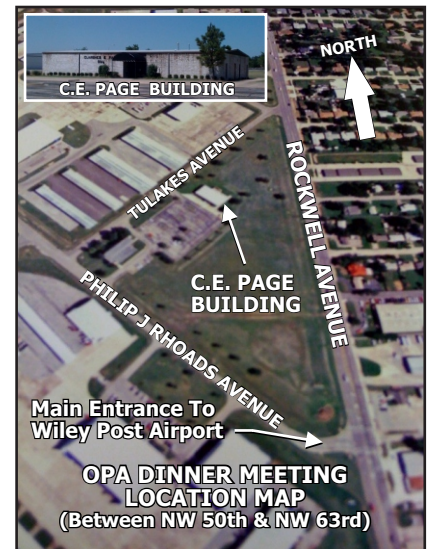 C.E. PAGE BUILDING
NORTH
TULAKES AVENUE
ROCKWELL AVENUE
C.E. PAGE
BUILDING
PHILIP J RHOADS AVENUE
Main Entrance To
Wiley Post Airport
OPA DINNER MEETING
LOCATION MAP
(Between NW 50th & NW 63rd)